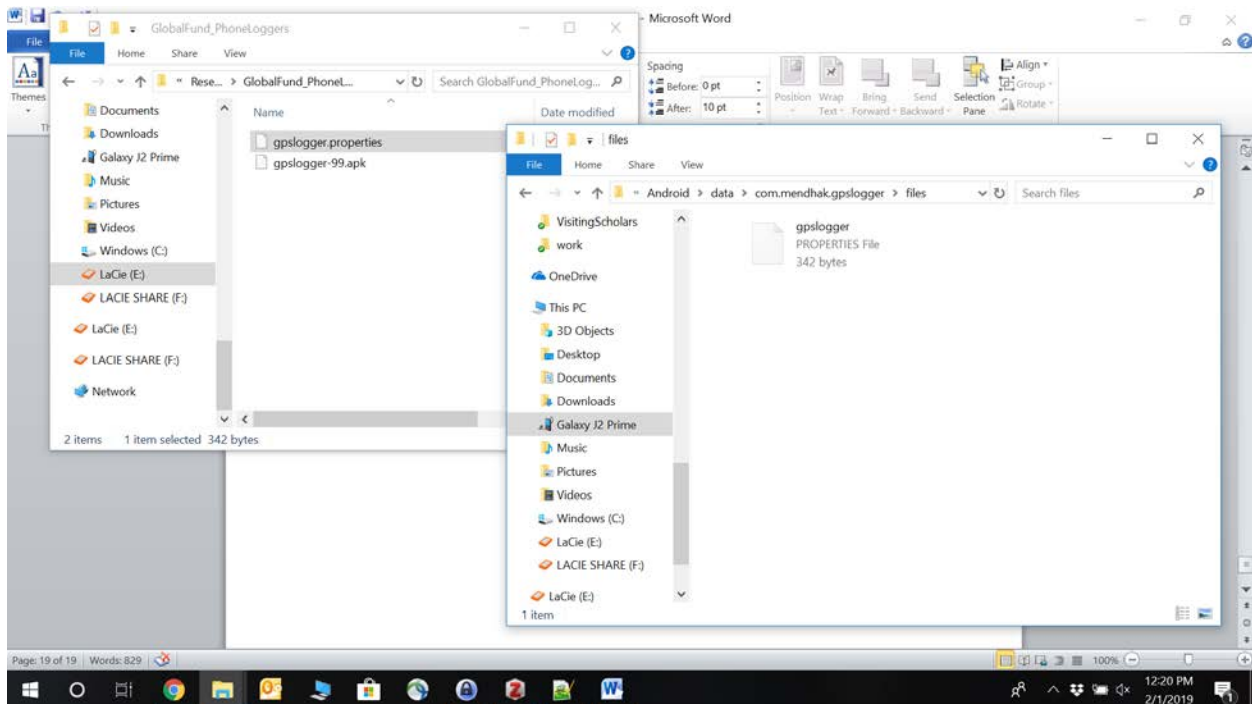 GlobalFund_PhoneLoggers
- Microsoft Word
File
File Home Share View
Spacing
Before: 0 pt
After: 10 pt
Position Wrap Text Bring Forward Send Backward Selection Pane
Align
Group
Rotate
Aa
Themes
Rese... > GlobalFund_PhoneL...
Search GlobalFund_PhoneLog...
Documents
Downloads
Galaxy J2 Prime
Music
Pictures
Videos
Windows (C:)
LaCie (E:)
LACIE SHARE (F:)
LaCie (E:)
LACIE SHARE (F:)
Network
Name Date modified
gpslogger.properties
gpslogger-99.apk
2 items 1 item selected 342 bytes
files
File Home Share View
« Android > data > com.mendhak.gpslogger > files
Search files
VisitingScholars
work
OneDrive
This PC
3D Objects
Desktop
Documents
Downloads
Galaxy J2 Prime
Music
Pictures
Videos
Windows (C:)
LaCie (E:)
LACIE SHARE (F:)
LaCie (E:)
gpslogger
PROPERTIES File
342 bytes
1 item
Page: 19 of 19 Words: 829
100%
12:20 PM
2/1/2019